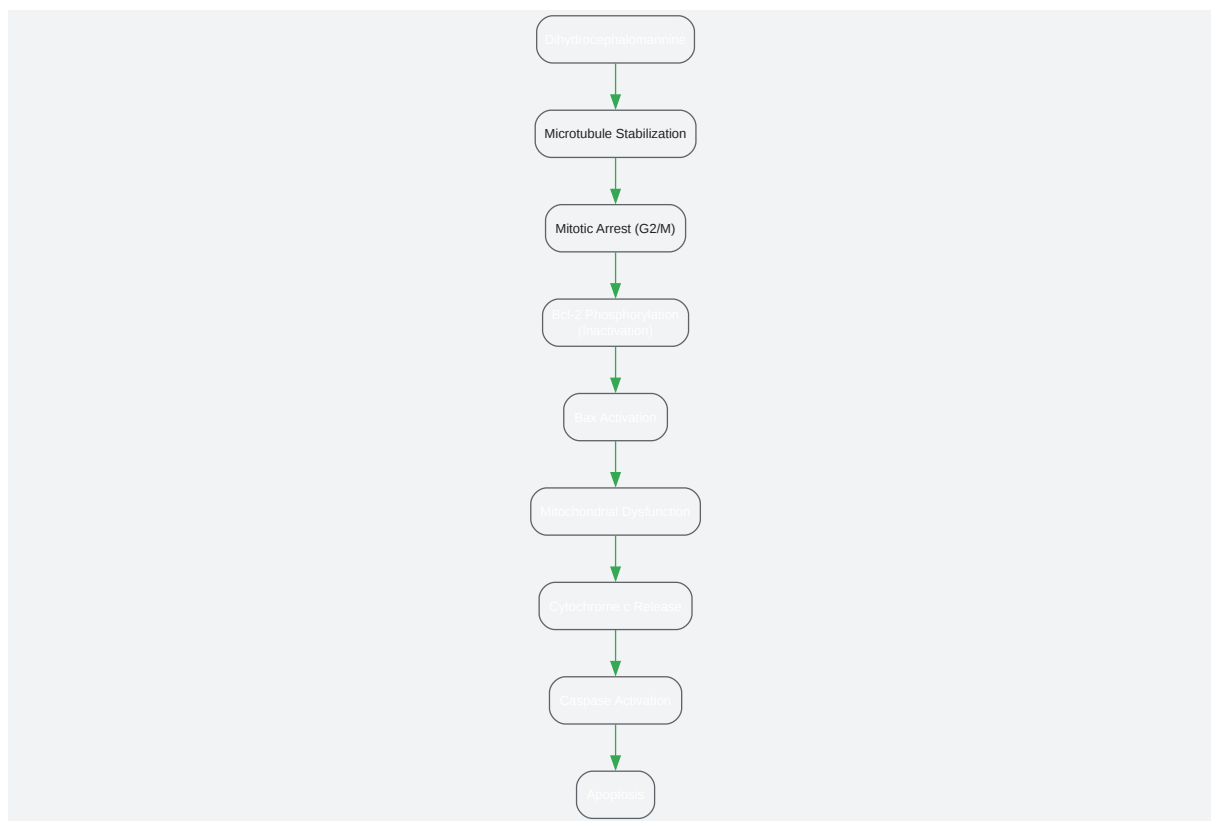 Dihydrocephalomannine
Microtubule Stabilization
Mitotic Arrest (G2/M)
Bcl-2 Phosphorylation
(Inactivation)
Bax Activation
Mitochondrial Dysfunction
Cytochrome c Release
Caspase Activation
Apoptosis